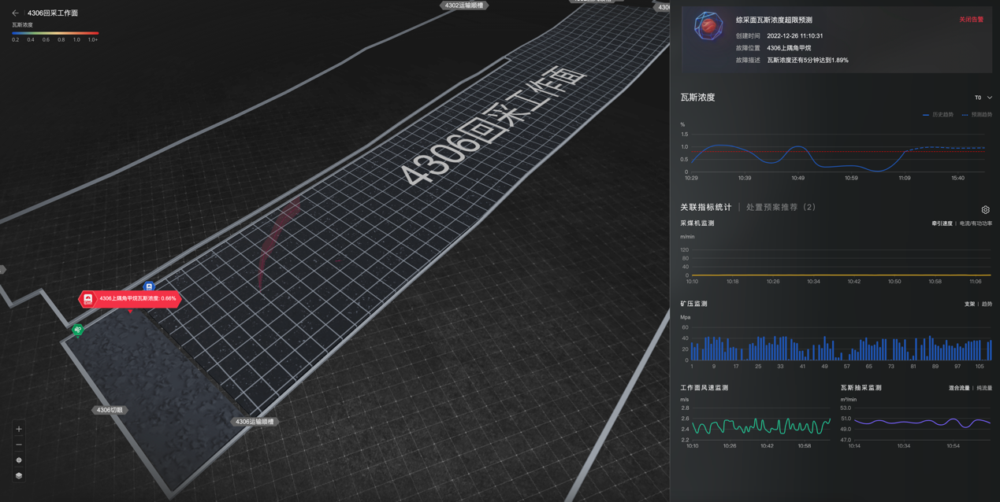 4306回采工作面
瓦斯浓度
0.2 0.4 0.6 0.8 1.0 1.0+
4302运输顺槽
4306回采工作面
4306上隅角甲烷瓦斯浓度: 0.66%
4306切眼
4306运输顺槽
综采面瓦斯浓度超限预测
关闭告警
创建时间 2022-12-26 11:10:31
故障位置 4306上隅角甲烷
故障描述 瓦斯浓度还有5分钟达到1.89%
瓦斯浓度
T0
历史趋势 预测趋势
%
1.5
1.0
0.5
0
10:29 10:39 10:49 10:59 11:09 15:40
关联指标统计 | 处置预案推荐（2）
采煤机监测
牵引速度 | 电流/有功功率
m/min
120
80
40
0
10:10 10:18 10:26 10:34 10:42 10:50 10:58 11:06
矿压监测
支架 | 趋势
Mpa
60
40
20
0
1 9 17 25 33 41 49 57 65 73 81 89 97 105
工作面风速监测
m/s
2.8
2.6
2.4
2.2
10:10 10:26 10:42 10:58
瓦斯抽采监测
混合流量 | 纯流量
m³/min
53.0
51.0
49.0
47.0
10:14 10:34 10:54